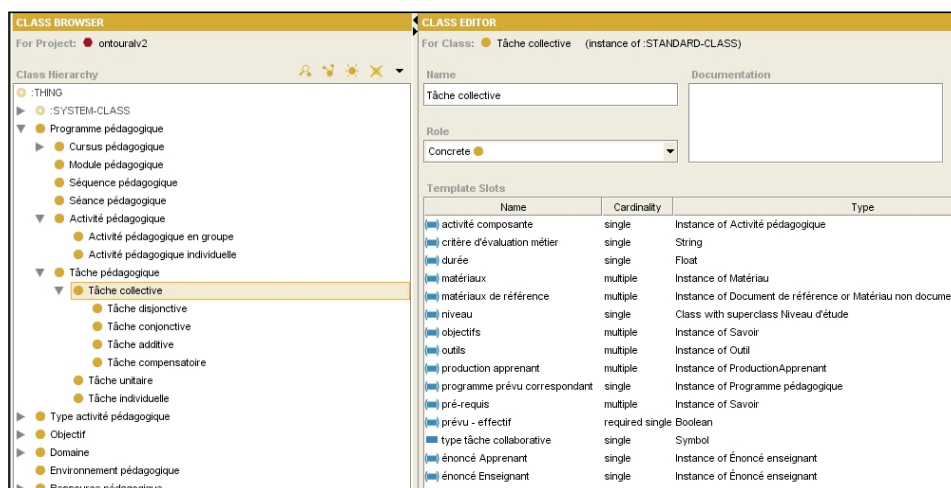 CLASS BROWSER
For Project: ontouralv2
Class Hierarchy
:THING
:SYSTEM-CLASS
Programme pédagogique
Cursus pédagogique
Module pédagogique
Séquence pédagogique
Séance pédagogique
Activité pédagogique
Activité pédagogique en groupe
Activité pédagogique individuelle
Tâche pédagogique
Tâche collective
Tâche disjonctive
Tâche conjonctive
Tâche additive
Tâche compensatoire
Tâche unitaire
Tâche individuelle
Type activité pédagogique
Objectif
Domaine
Environnement pédagogique
Ressource pédagogique
CLASS EDITOR
For Class: Tâche collective (instance of :STANDARD-CLASS)
Name
Tâche collective
Documentation
Role
Concrete
Template Slots
Name Cardinality Type
activité composante single Instance of Activité pédagogique
critère d'évaluation métier single String
durée single Float
matériaux multiple Instance of Matériau
matériaux de référence multiple Instance of Document de référence or Matériau non docume
niveau single Class with superclass Niveau d'étude
objectifs multiple Instance of Savoir
outils multiple Instance of Outil
production apprenant multiple Instance of ProductionApprenant
programme prévu correspondant single Instance of Programme pédagogique
pré-requis multiple Instance of Savoir
prévu - effectif required single Boolean
type tâche collaborative single Symbol
énoncé Apprenant single Instance of Énoncé enseignant
énoncé Enseignant single Instance of Énoncé enseignant